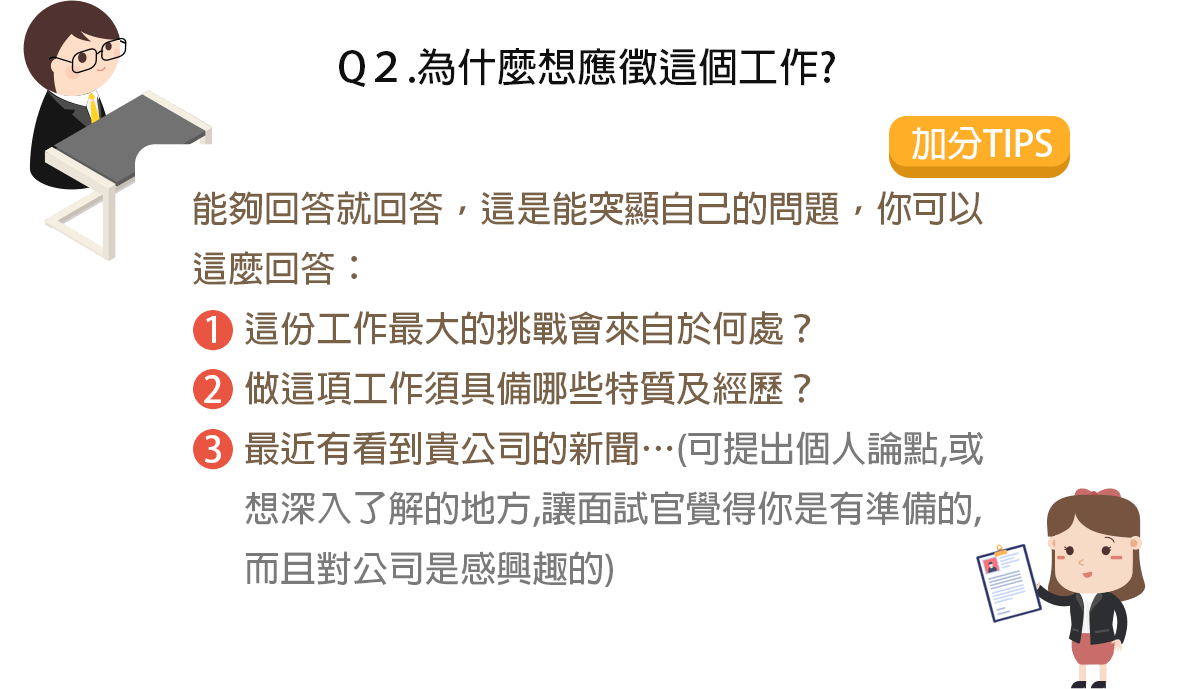 Q２.為什麼想應徵這個工作?
加分TIPS
能夠回答就回答，這是能突顯自己的問題，你可以
這麼回答：
1 這份工作最大的挑戰會來自於何處？
2 做這項工作須具備哪些特質及經歷？
3 最近有看到貴公司的新聞…(可提出個人論點,或
想深入了解的地方,讓面試官覺得你是有準備的,
而且對公司是感興趣的)